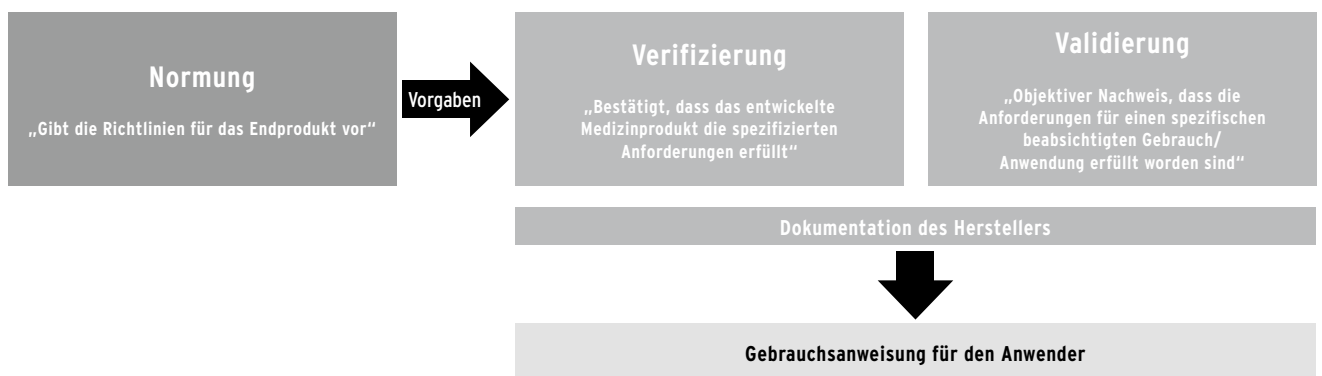 Normung
„Gibt die Richtlinien für das Endprodukt vor“
Vorgaben
Verifizierung
„Bestätigt, dass das entwickelte
Medizinprodukt die spezifizierten
Anforderungen erfüllt“
Validierung
„Objektiver Nachweis, dass die
Anforderungen für einen spezifischen
beabsichtigten Gebrauch/
Anwendung erfüllt worden sind“
Dokumentation des Herstellers
Gebrauchsanweisung für den Anwender